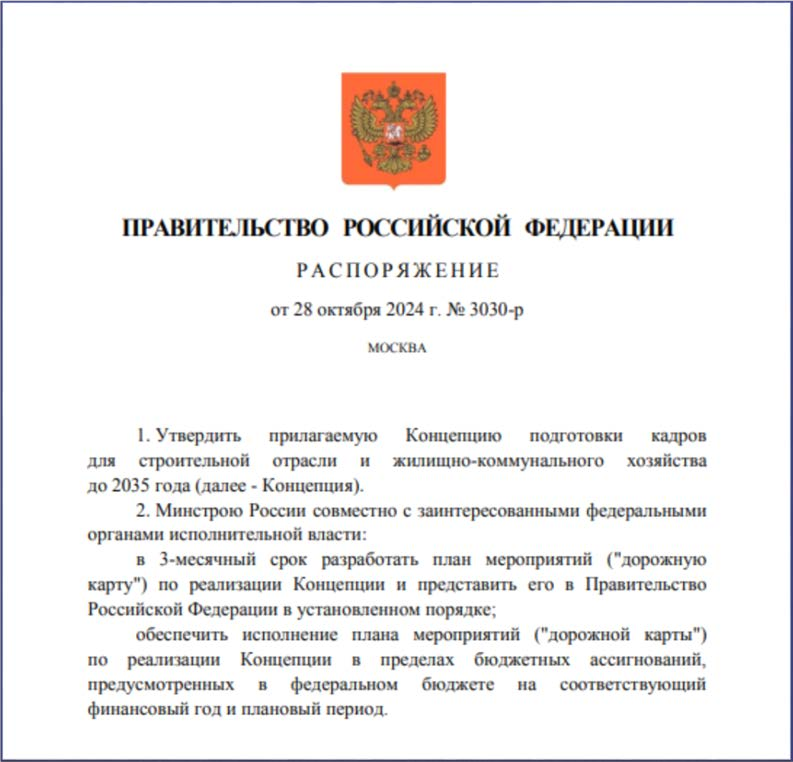 ПРАВИТЕЛЬСТВО РОССИЙСКОЙ ФЕДЕРАЦИИ
РАСПОРЯЖЕНИЕ
от 28 октября 2024 г. № 3030-р
МОСКВА
1. Утвердить прилагаемую Концепцию подготовки кадров
для строительной отрасли и жилищно-коммунального хозяйства
до 2035 года (далее - Концепция).
2. Минстрою России совместно с заинтересованными федеральными
органами исполнительной власти:
в 3-месячный срок разработать план мероприятий ("дорожную
карту") по реализации Концепции и представить его в Правительство
Российской Федерации в установленном порядке;
обеспечить исполнение плана мероприятий ("дорожной карты")
по реализации Концепции в пределах бюджетных ассигнований,
предусмотренных в федеральном бюджете на соответствующий
финансовый год и плановый период.